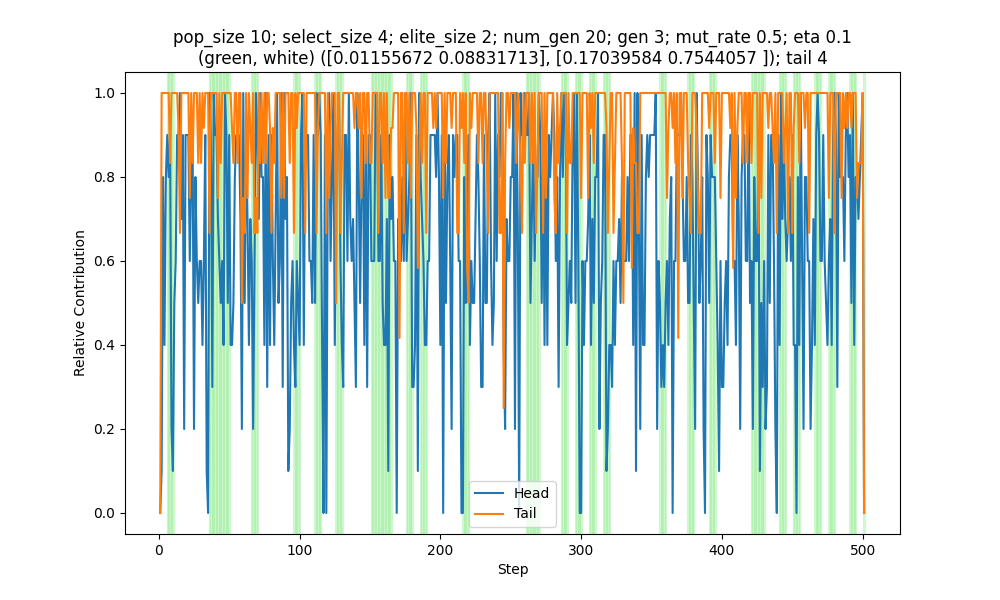 pop_size 10; select_size 4; elite_size 2; num_gen 20; gen 3; mut_rate 0.5; eta 0.1
(green, white) ([0.01155672 0.08831713], [0.17039584 0.7544057 ]); tail 4
Relative Contribution
1.0
0.8
0.6
0.4
0.2
0.0
Head
Tail
0 100 200 300 400 500
Step